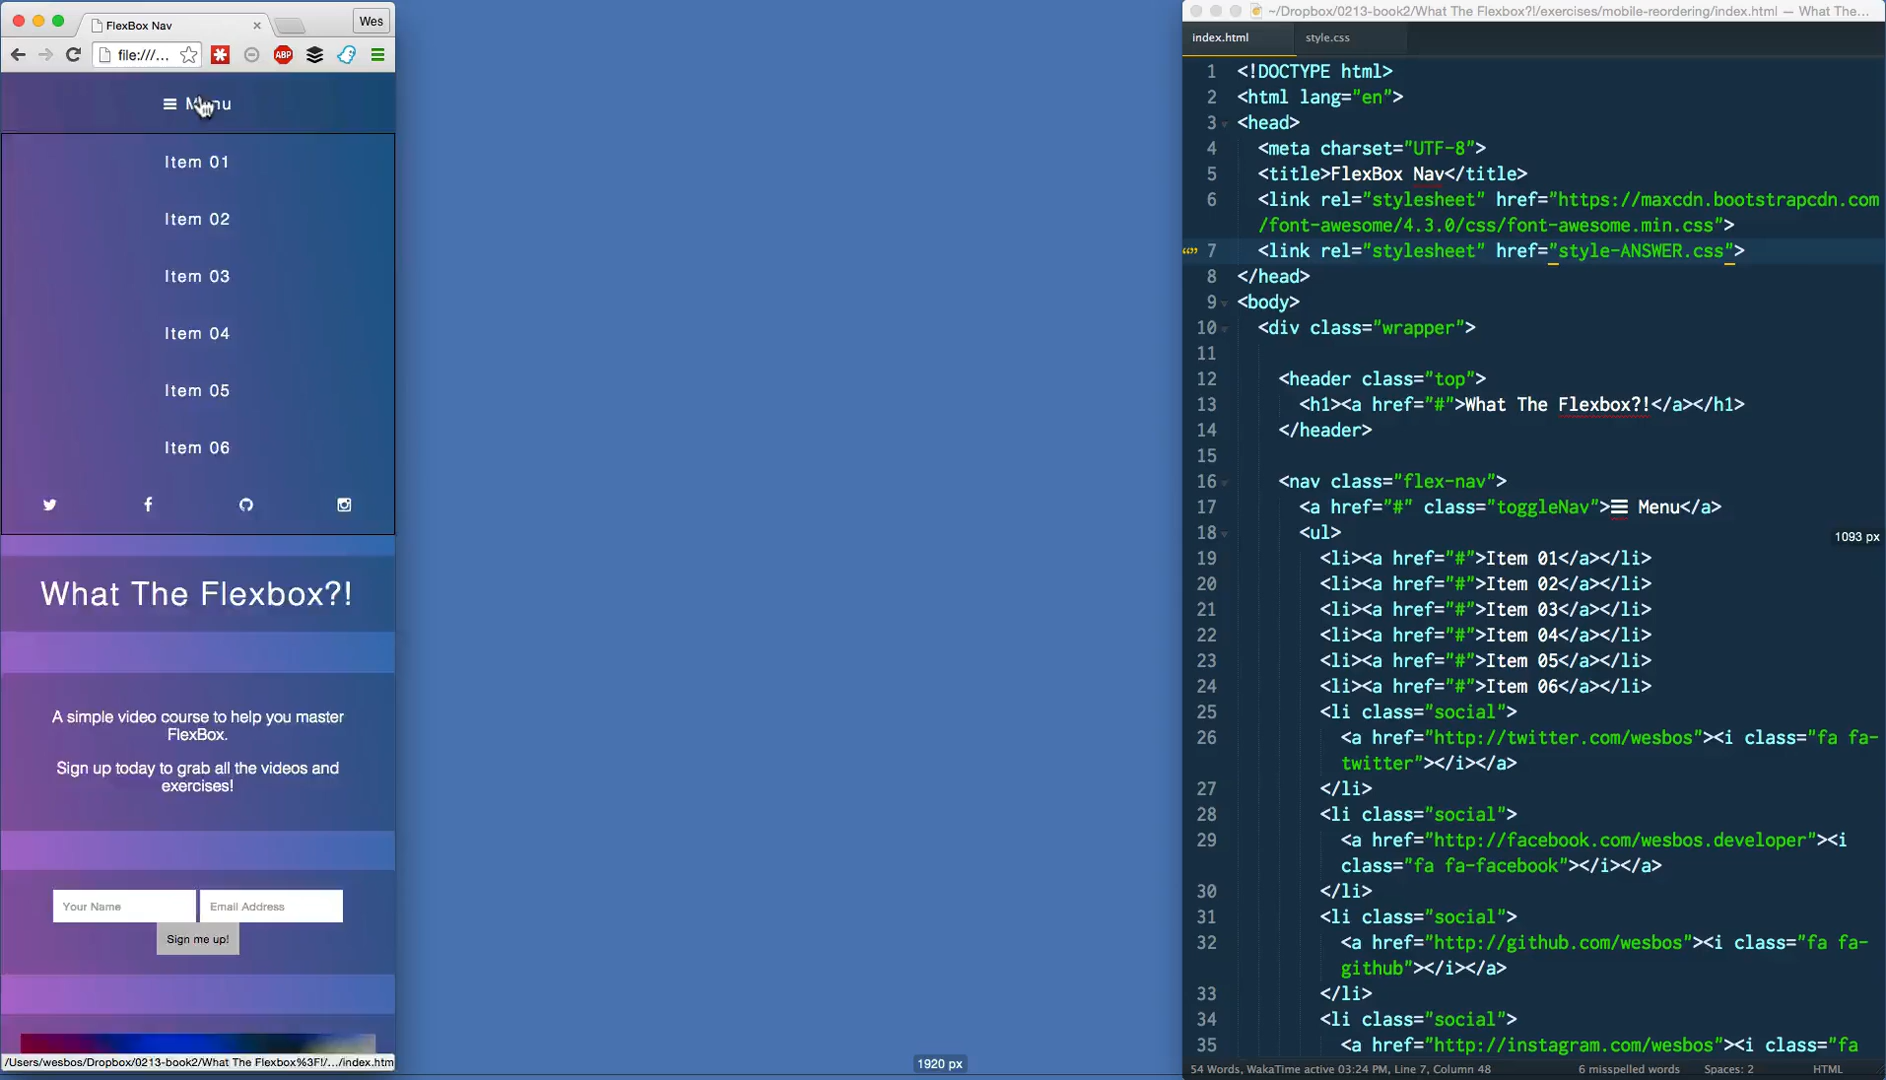 FlexBox Nav
Wes
file:///...
ABP
☰ Menu
Item 01
Item 02
Item 03
Item 04
Item 05
Item 06
What The Flexbox?!
A simple video course to help you master
FlexBox.
Sign up today to grab all the videos and
exercises!
Your Name
Email Address
Sign me up!
/Users/wesbos/Dropbox/0213-book2/What The Flexbox%3F!/.../index.htm
1920 px
~/Dropbox/0213-book2/What The Flexbox?!/exercises/mobile-reordering/index.html — What The...
index.html
style.css
1 <!DOCTYPE html>
2 <html lang="en">
3 <head>
4 <meta charset="UTF-8">
5 <title>FlexBox Nav</title>
6 <link rel="stylesheet" href="https://maxcdn.bootstrapcdn.com
/font-awesome/4.3.0/css/font-awesome.min.css">
7 <link rel="stylesheet" href="style-ANSWER.css">
8 </head>
9 <body>
10 <div class="wrapper">
11
12 <header class="top">
13 <h1><a href="#">What The Flexbox?!</a></h1>
14 </header>
15
16 <nav class="flex-nav">
17 <a href="#" class="toggleNav">☰ Menu</a>
18 <ul>
1093 px
19 <li><a href="#">Item 01</a></li>
20 <li><a href="#">Item 02</a></li>
21 <li><a href="#">Item 03</a></li>
22 <li><a href="#">Item 04</a></li>
23 <li><a href="#">Item 05</a></li>
24 <li><a href="#">Item 06</a></li>
25 <li class="social">
26 <a href="http://twitter.com/wesbos"><i class="fa fa-
twitter"></i></a>
27 </li>
28 <li class="social">
29 <a href="http://facebook.com/wesbos.developer"><i
class="fa fa-facebook"></i></a>
30 </li>
31 <li class="social">
32 <a href="http://github.com/wesbos"><i class="fa fa-
github"></i></a>
33 </li>
34 <li class="social">
35 <a href="http://instagram.com/wesbos"><i class="fa
54 Words, WakaTime active 03:24 PM, Line 7, Column 48
6 misspelled words
Spaces: 2
HTML